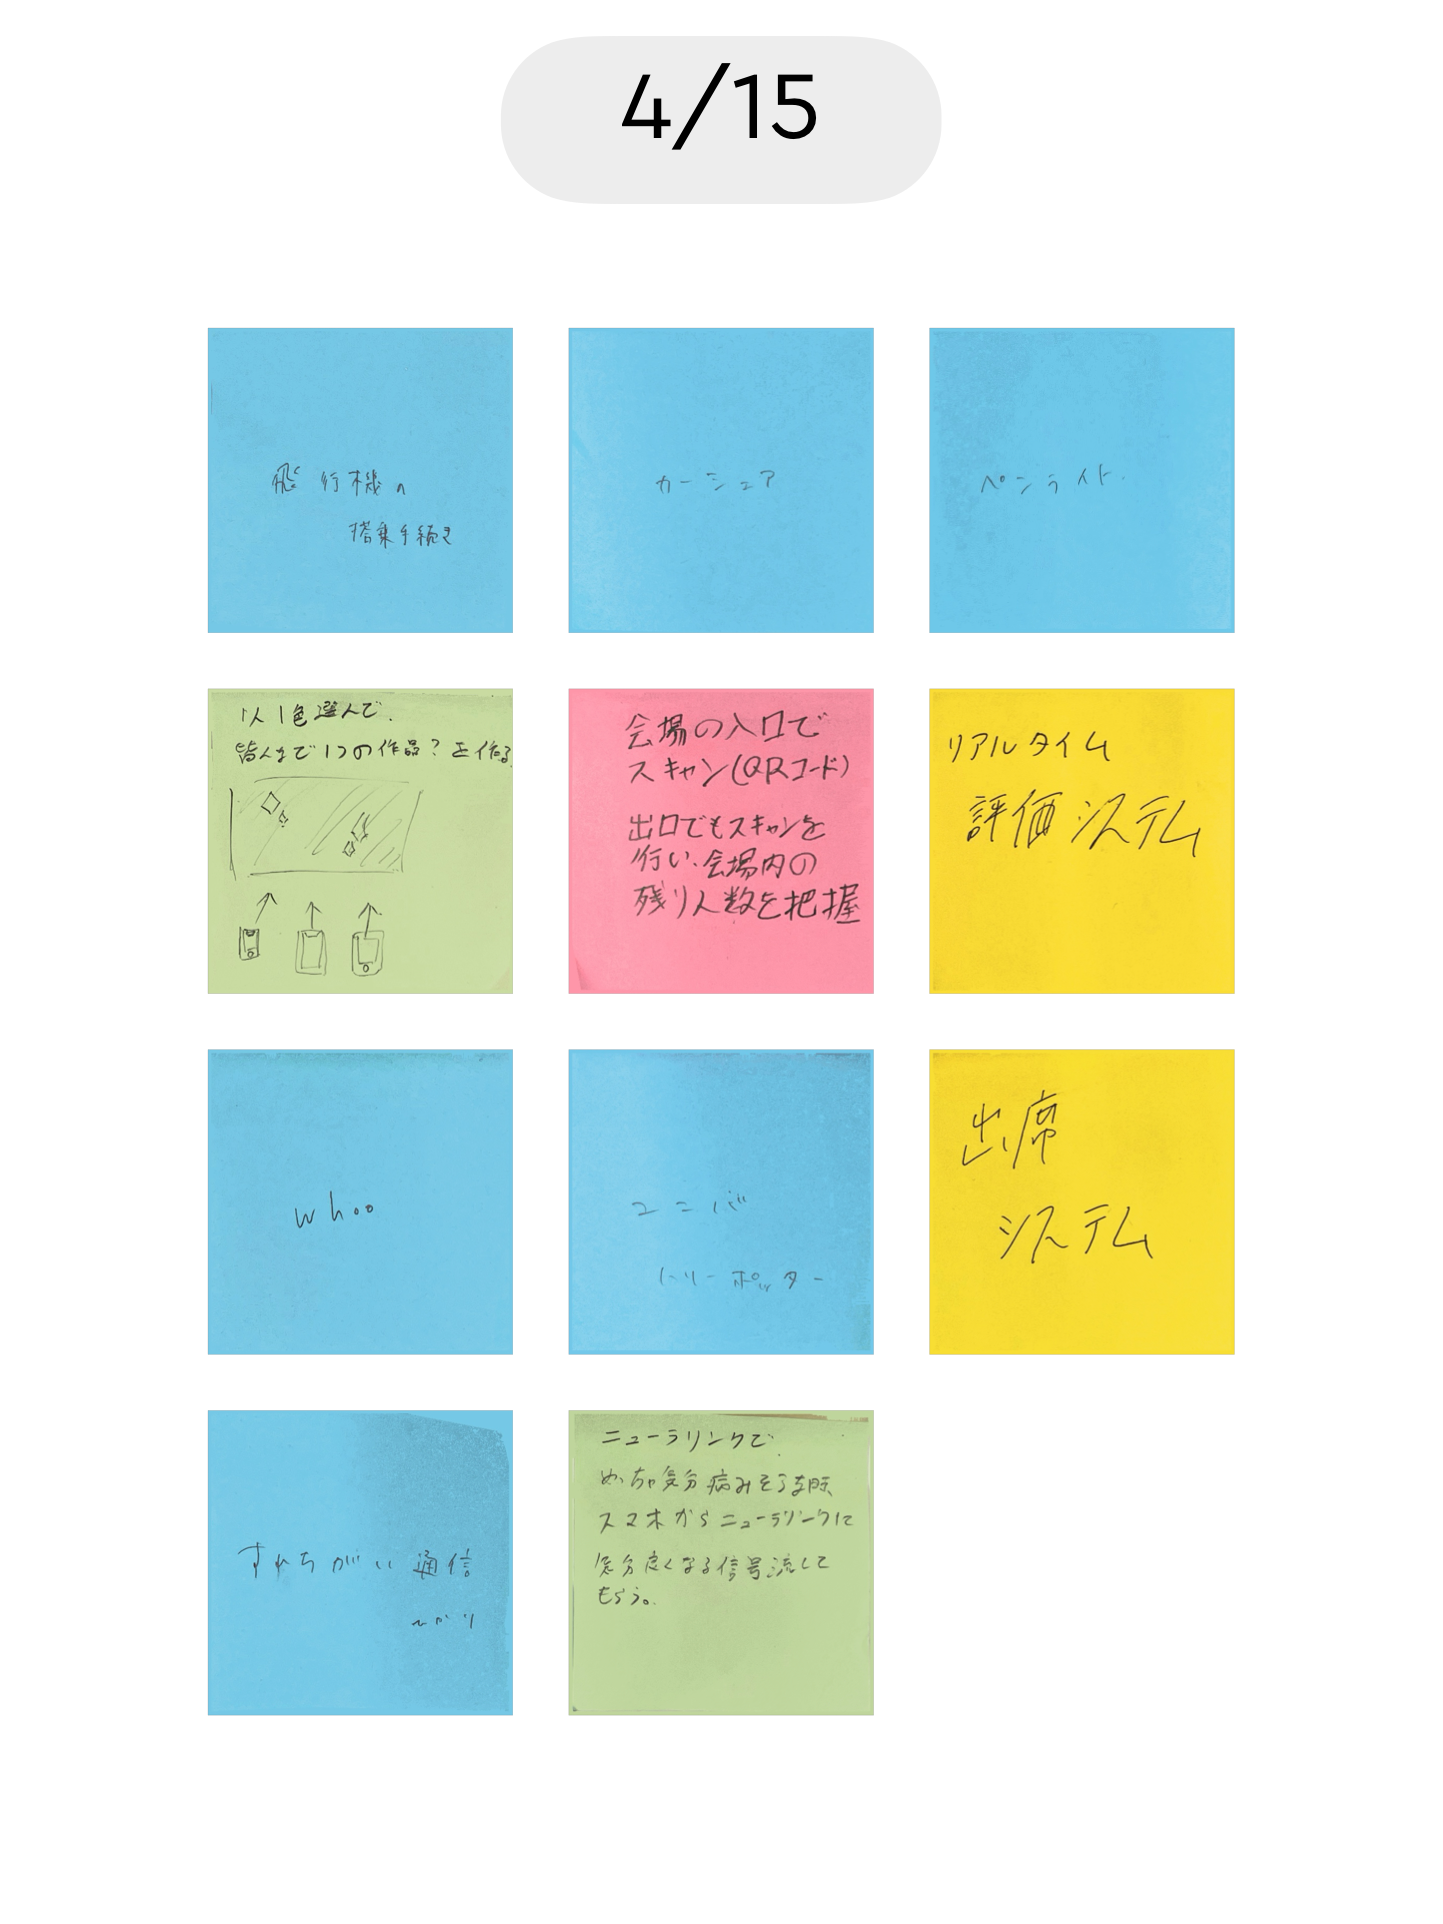 4/15
飛行機の
搭乗手続き
カーシェア
ペンライト
1人1色選んで.
皆んなで1つの作品?を作る
会場の入口で
スキャン(QRコード)
出口でもスキャンを
行い、会場内の
残り人数を把握
リアルタイム
評価システム
whoo
ユニバ
ハリーポッター
出席
システム
すれちがい通信
ニューラリンクで
めっちゃ気分病みそうな時、
スマホからニューラリンクに
気分良くなる信号流して
もらう。